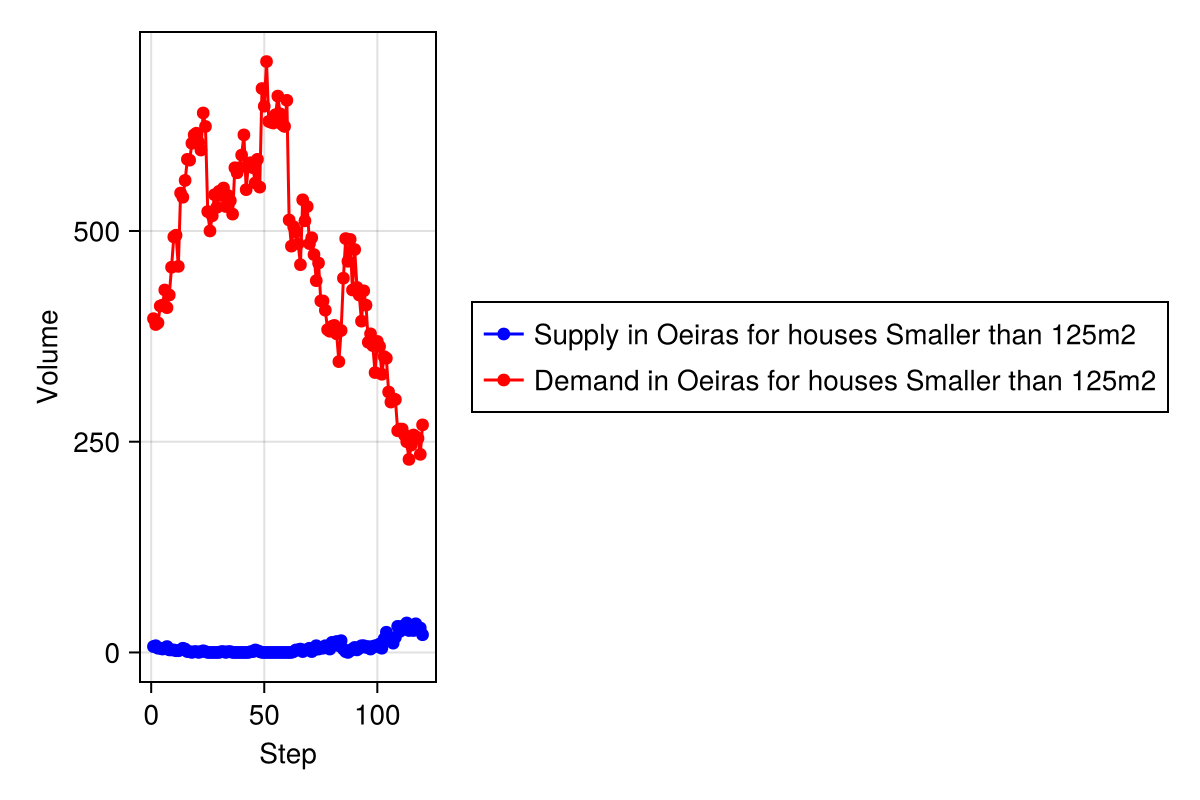 Volume
500
250
0
0 50 100
Step
Supply in Oeiras for houses Smaller than 125m2
Demand in Oeiras for houses Smaller than 125m2